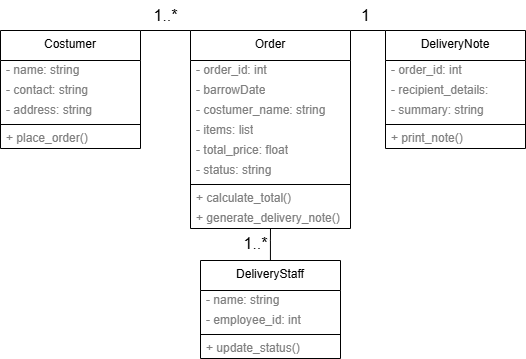 1..*
1
Costumer
- name: string
- contact: string
- address: string
+ place_order()
Order
- order_id: int
- barrowDate
- costumer_name: string
- items: list
- total_price: float
- status: string
+ calculate_total()
+ generate_delivery_note()
DeliveryNote
- order_id: int
- recipient_details:
- summary: string
+ print_note()
1..*
DeliveryStaff
- name: string
- employee_id: int
+ update_status()